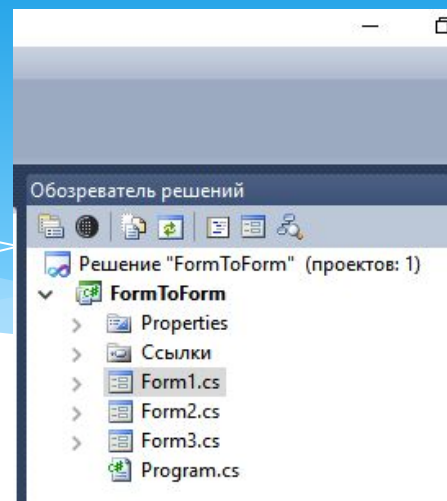 Обозреватель решений
Решение "FormToForm" (проектов: 1)
FormToForm
Properties
Ссылки
Form1.cs
Form2.cs
Form3.cs
Program.cs